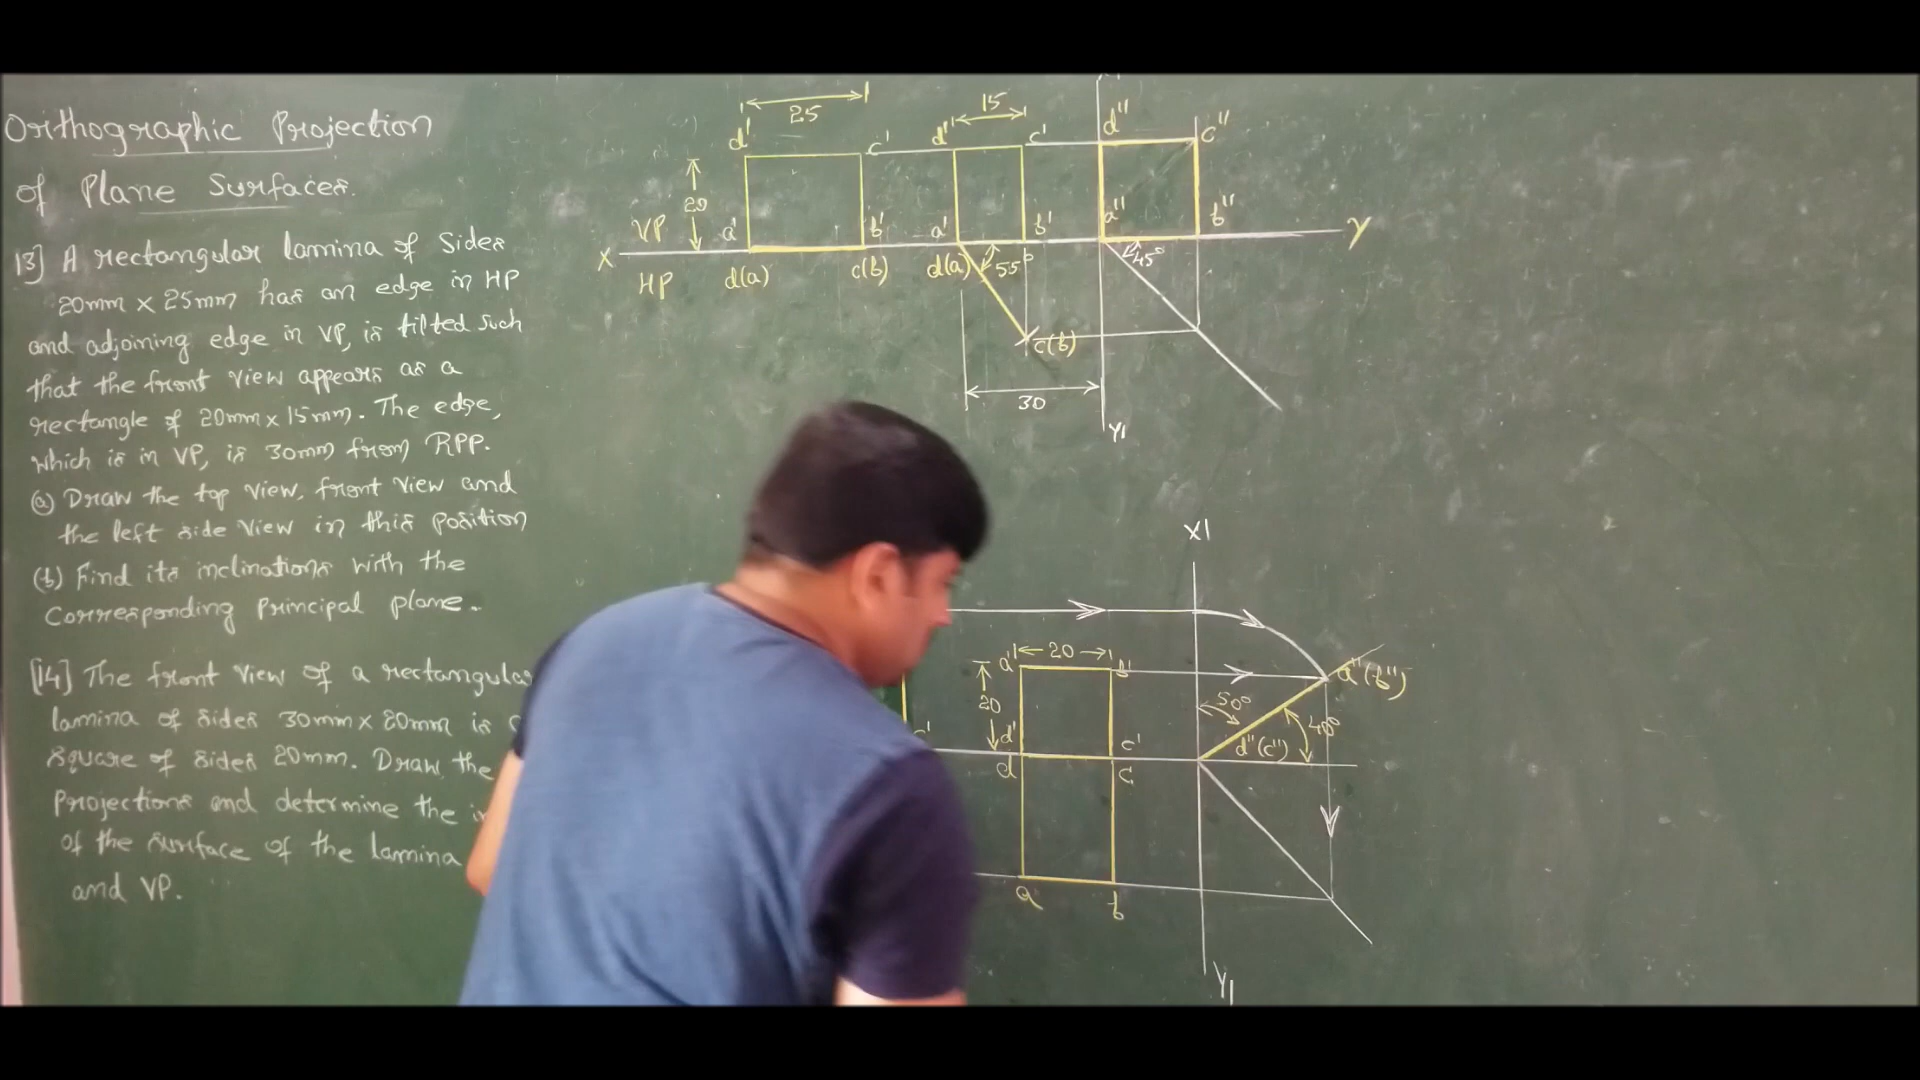 Orthographic Projection
of Plane Surfaces.
13] A rectangular lamina of Sides
20mm x 25mm has an edge in HP
and adjoining edge in VP, is tilted such
that the front view appears as a
rectangle of 20mm x 15mm. The edge,
which is in VP, is 30mm from RPP.
(a) Draw the top view, front view and
the left side view in this position
(b) Find its inclinations with the
Corresponding Principal plane.
[14] The front view of a rectangular
lamina of sides 30mm x 20mm is
square of sides 20mm. Draw the
Projections and determine the
of the surface of the lamina
and VP.
25
15
d' c' d' c' d" c"
20
VP a' b' a' b' a" b"
X Y
HP d(a) c(b) d(a) 55° 45°
c(b)
30
Y1
X1
a' 20 b' a"(b")
20 50° 40°
c' d' c' d"(c")
d c
a b
Y1